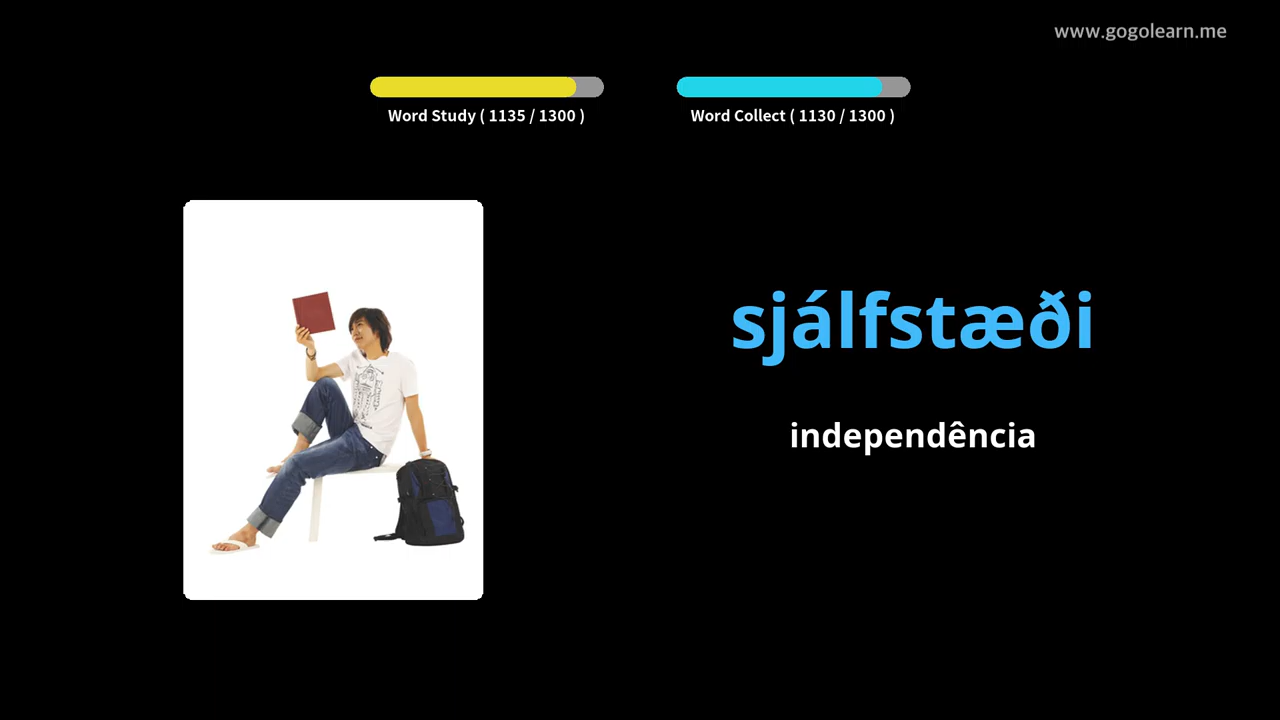 www.gogolearn.me
Word Study ( 1135 / 1300 )
Word Collect ( 1130 / 1300 )
sjálfstæði
independência